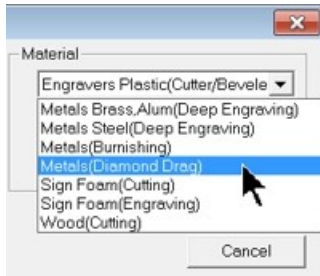 Material
Engravers Plastic(Cutter/Bevele
Metals Brass,Alum(Deep Engraving)
Metals Steel(Deep Engraving)
Metals(Burnishing)
Metals(Diamond Drag)
Sign Foam(Cutting)
Sign Foam(Engraving)
Wood(Cutting)
Cancel